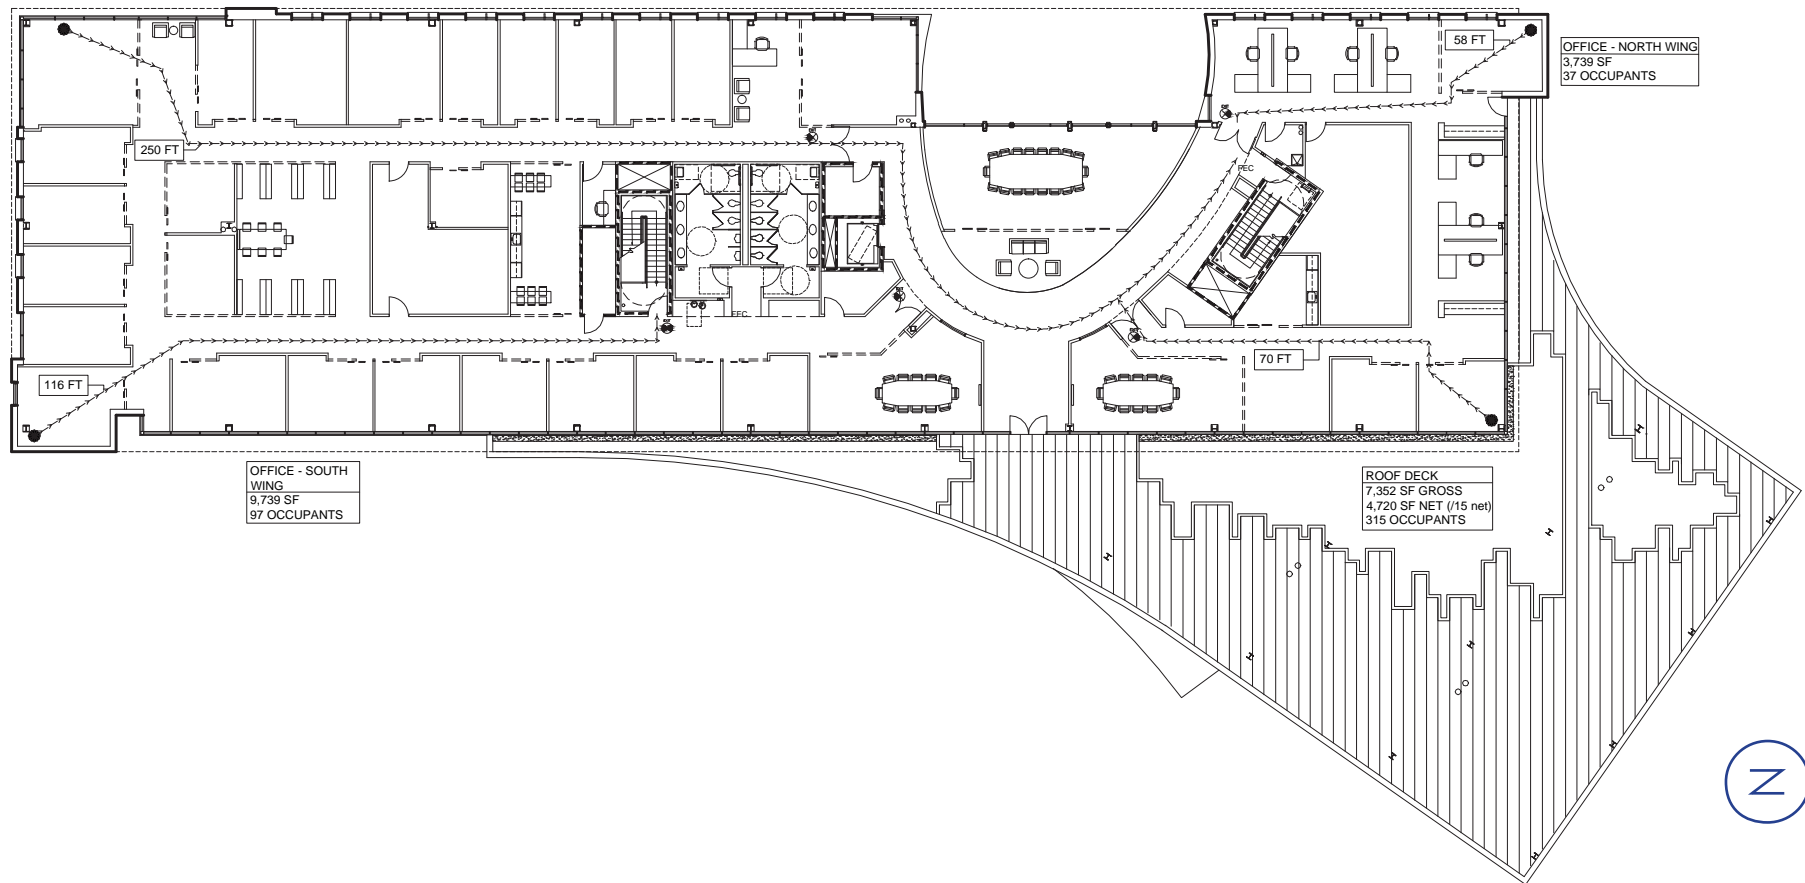 58 FT
OFFICE - NORTH WING
3,739 SF
37 OCCUPANTS
250 FT
FEC
FEC
116 FT
70 FT
OFFICE - SOUTH
WING
9,739 SF
97 OCCUPANTS
ROOF DECK
7,352 SF GROSS
4,720 SF NET (/15 net)
315 OCCUPANTS
N